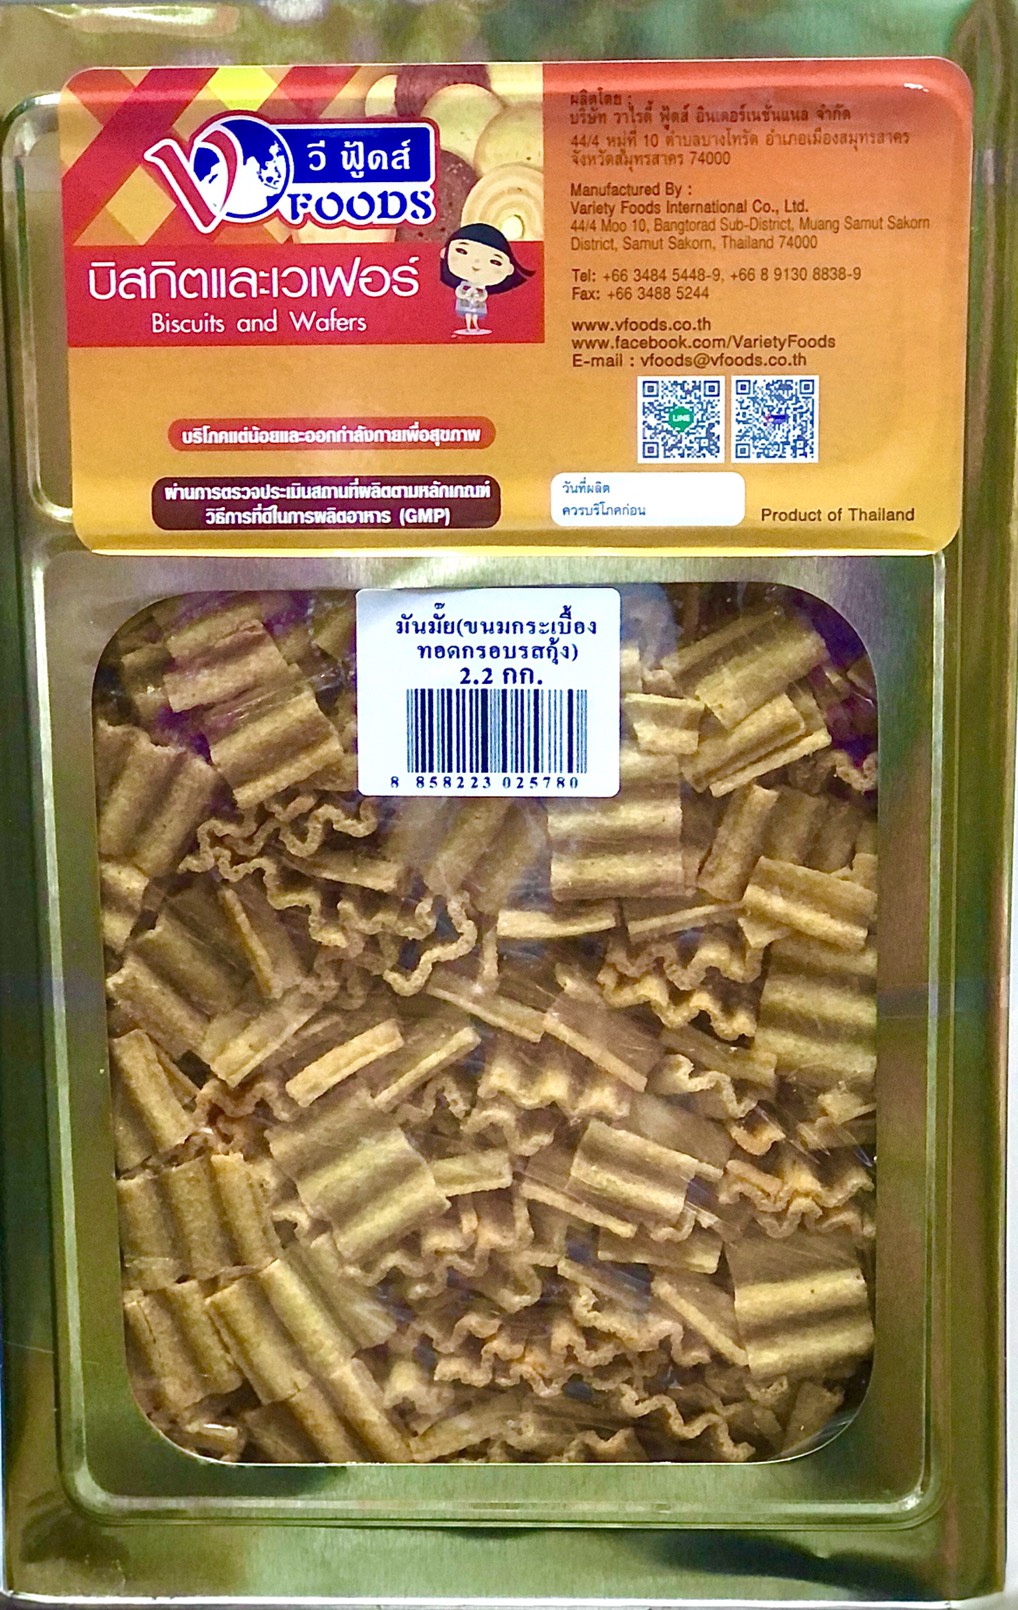 วี ฟู้ดส์
V FOODS
บิสกิตและเวเฟอร์
Biscuits and Wafers
บริโภคแต่น้อยและออกกำลังกายเพื่อสุขภาพ
ผ่านการตรวจประเมินสถานที่ผลิตตามหลักเกณฑ์
วิธีการที่ดีในการผลิตอาหาร (GMP)
ผลิตโดย :
บริษัท วาไรตี้ ฟู้ดส์ อินเตอร์เนชั่นแนล จำกัด
44/4 หมู่ที่ 10 ตำบลบางโทรัด อำเภอเมืองสมุทรสาคร
จังหวัดสมุทรสาคร 74000
Manufactured By :
Variety Foods International Co., Ltd.
44/4 Moo 10, Bangtorad Sub-District, Muang Samut Sakorn
District, Samut Sakorn, Thailand 74000
Tel: +66 3484 5448-9, +66 8 9130 8838-9
Fax: +66 3488 5244
www.vfoods.co.th
www.facebook.com/VarietyFoods
E-mail : vfoods@vfoods.co.th
LINE
วันที่ผลิต
ควรบริโภคก่อน
Product of Thailand
มันมั๊ย(ขนมกระเบื้อง
ทอดกรอบรสกุ้ง)
2.2 กก.
8 858223 025780